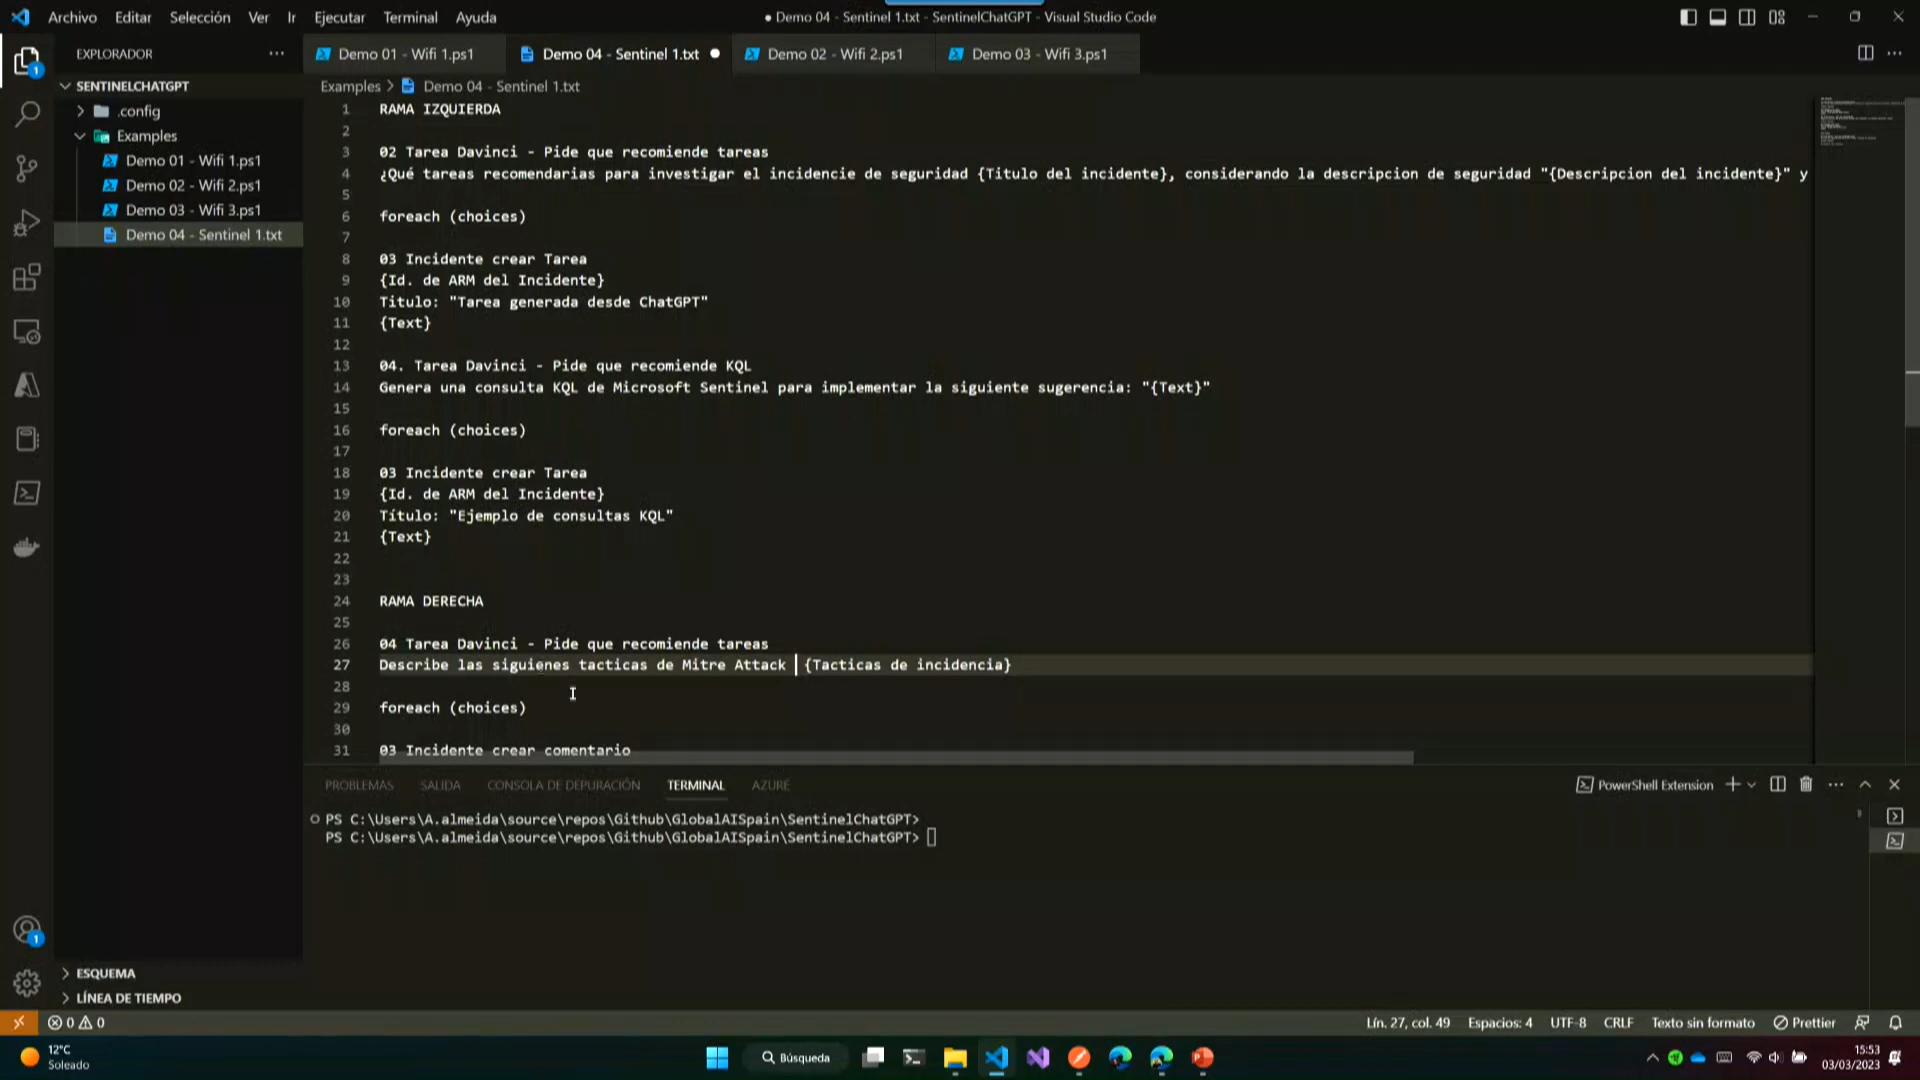 Archivo Editar Selección Ver Ir Ejecutar Terminal Ayuda
● Demo 04 - Sentinel 1.txt - SentinelChatGPT - Visual Studio Code
EXPLORADOR
Demo 01 - Wifi 1.ps1
Demo 04 - Sentinel 1.txt
Demo 02 - Wifi 2.ps1
Demo 03 - Wifi 3.ps1
SENTINELCHATGPT
.config
Examples
Demo 01 - Wifi 1.ps1
Demo 02 - Wifi 2.ps1
Demo 03 - Wifi 3.ps1
Demo 04 - Sentinel 1.txt
Examples > Demo 04 - Sentinel 1.txt
1 RAMA IZQUIERDA
2
3 02 Tarea Davinci - Pide que recomiende tareas
4 ¿Qué tareas recomendarias para investigar el incidencie de seguridad {Titulo del incidente}, considerando la descripcion de seguridad "{Descripcion del incidente}" y
5
6 foreach (choices)
7
8 03 Incidente crear Tarea
9 {Id. de ARM del Incidente}
10 Titulo: "Tarea generada desde ChatGPT"
11 {Text}
12
13 04. Tarea Davinci - Pide que recomiende KQL
14 Genera una consulta KQL de Microsoft Sentinel para implementar la siguiente sugerencia: "{Text}"
15
16 foreach (choices)
17
18 03 Incidente crear Tarea
19 {Id. de ARM del Incidente}
20 Título: "Ejemplo de consultas KQL"
21 {Text}
22
23
24 RAMA DERECHA
25
26 04 Tarea Davinci - Pide que recomiende tareas
27 Describe las siguienes tacticas de Mitre Attack {Tacticas de incidencia}
28
29 foreach (choices)
30
31 03 Incidente crear comentario
PROBLEMAS SALIDA CONSOLA DE DEPURACIÓN TERMINAL AZURE
PowerShell Extension
PS C:\Users\A.almeida\source\repos\Github\GlobalAISpain\SentinelChatGPT>
PS C:\Users\A.almeida\source\repos\Github\GlobalAISpain\SentinelChatGPT>
1
1
ESQUEMA
LÍNEA DE TIEMPO
0 0
Lín. 27, col. 49 Espacios: 4 UTF-8 CRLF Texto sin formato Prettier
12°C
Soleado
Búsqueda
15:53
03/03/2023